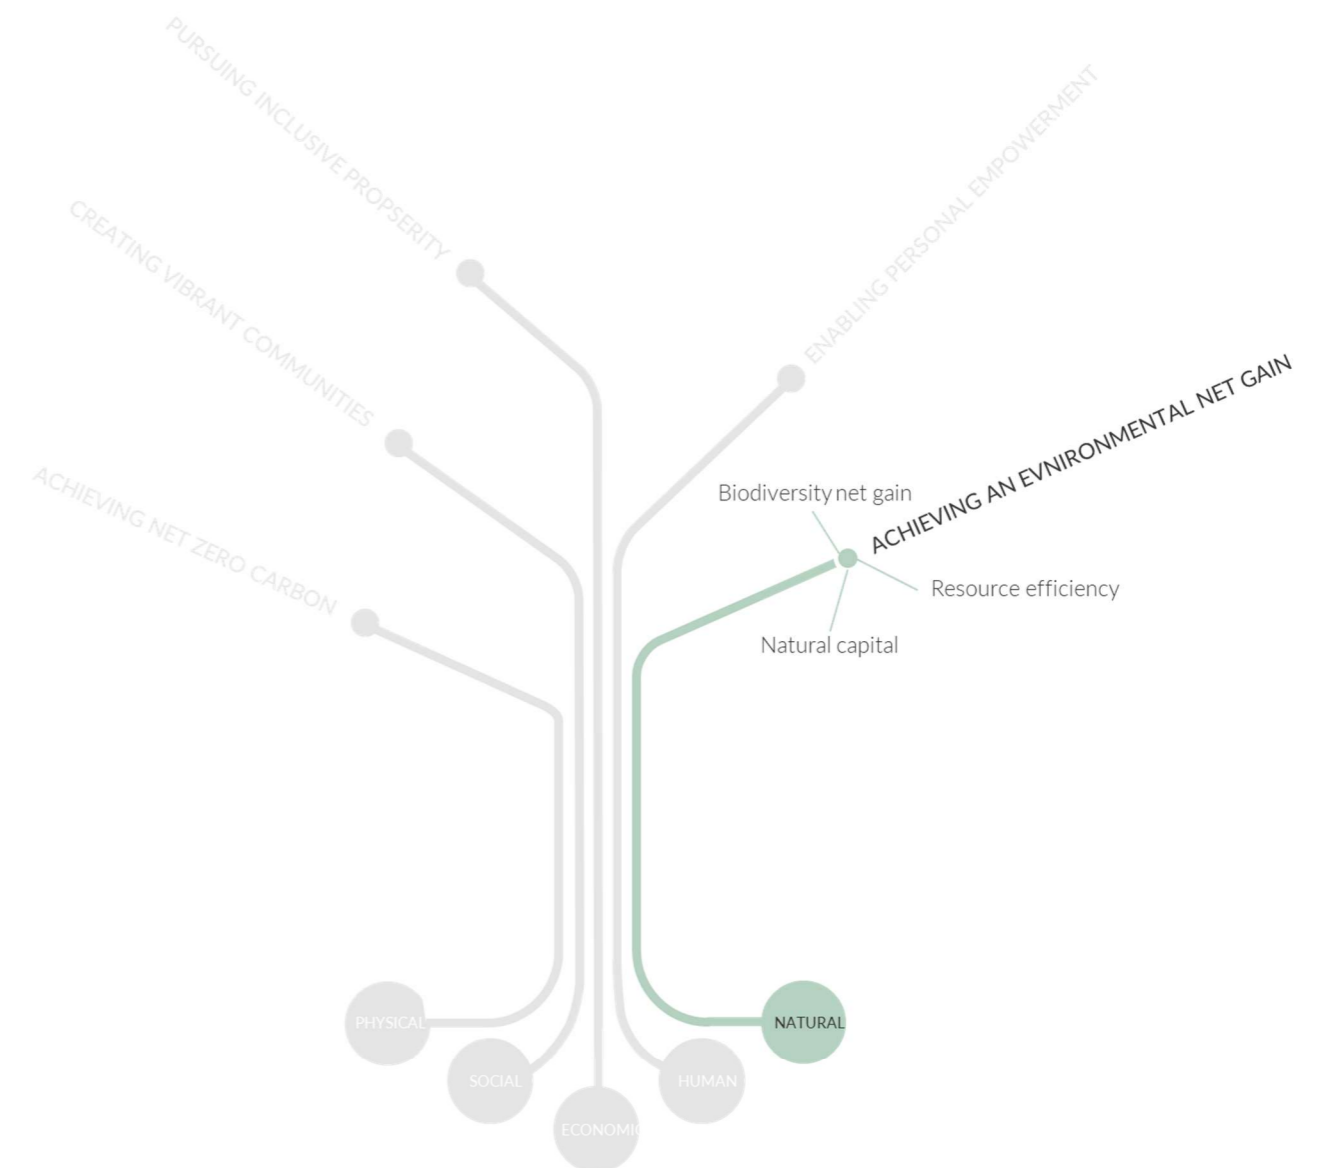 PURSUING INCLUSIVE PROPSERITY
ENABLING PERSONAL EMPOWERMENT
CREATING VIBRANT COMMUNITIES
ACHIEVING AN EVNIRONMENTAL NET GAIN
ACHIEVING NET ZERO CARBON
Biodiversity net gain
Resource efficiency
Natural capital
PHYSICAL
NATURAL
SOCIAL
HUMAN
ECONOMIC